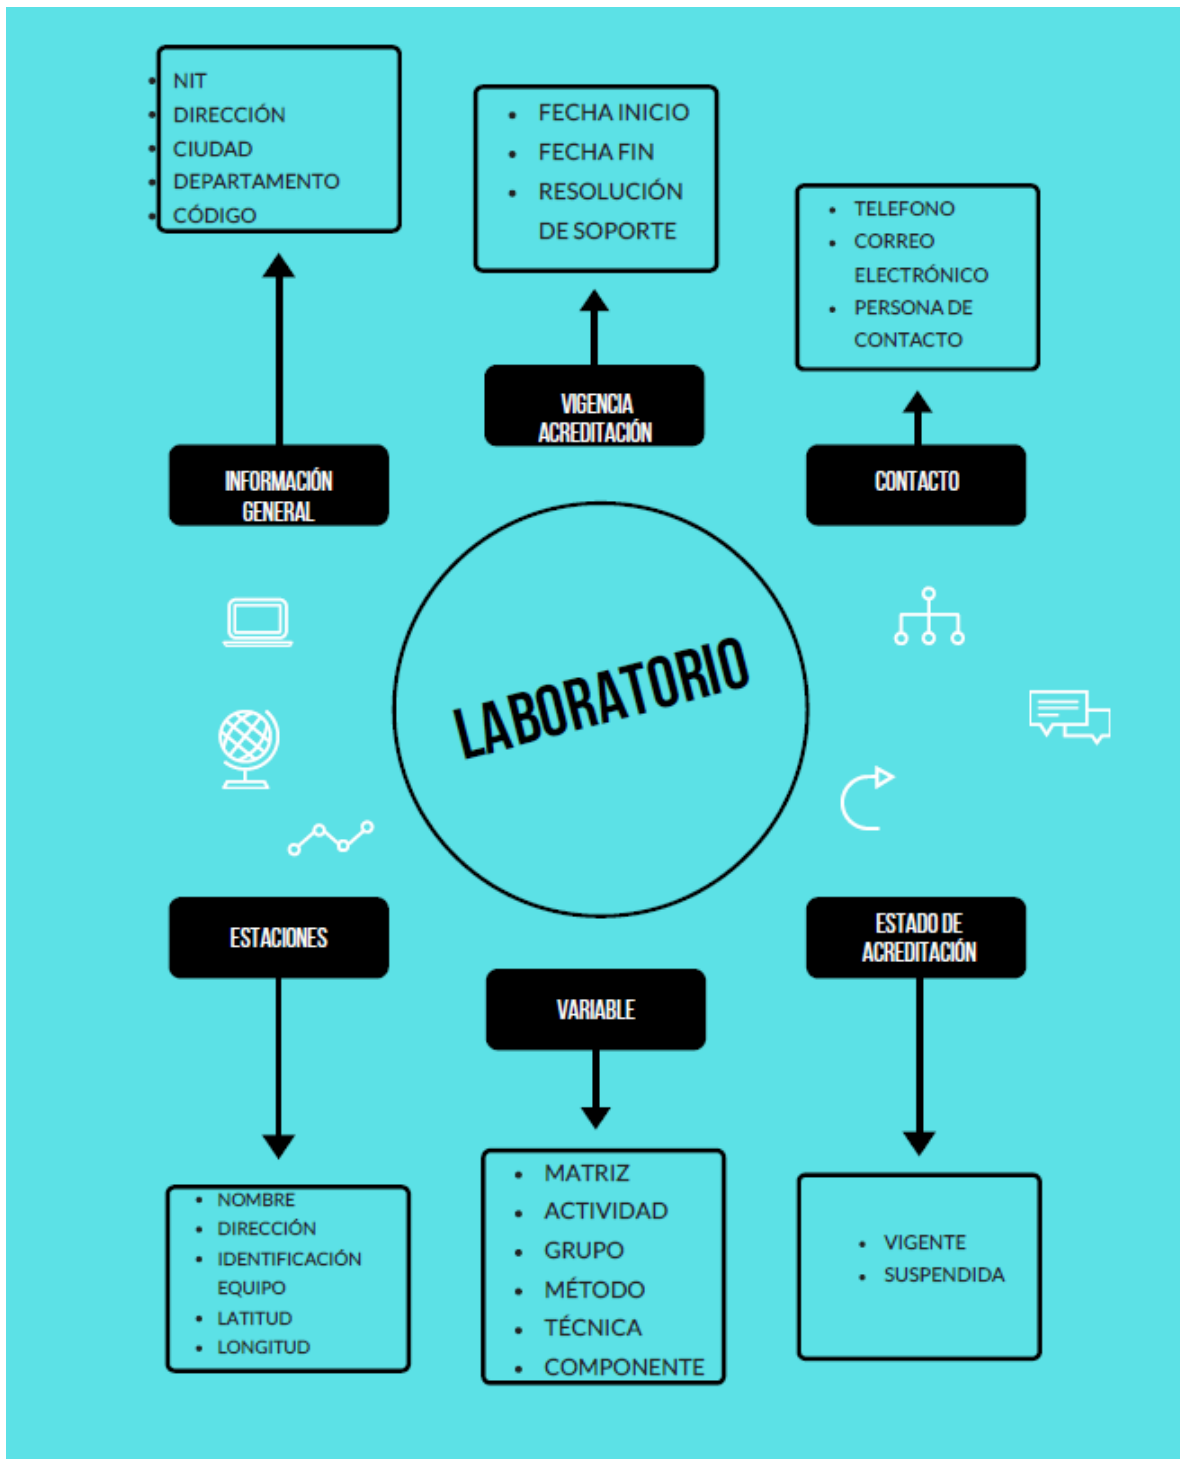 NIT
DIRECCIÓN
CIUDAD
DEPARTAMENTO
CÓDIGO
FECHA INICIO
FECHA FIN
RESOLUCIÓN
DE SOPORTE
TELEFONO
CORREO
ELECTRÓNICO
PERSONA DE
CONTACTO
VIGENCIA
ACREDITACIÓN
INFORMACIÓN
GENERAL
CONTACTO
LABORATORIO
ESTACIONES
VARIABLE
ESTADO DE
ACREDITACIÓN
NOMBRE
DIRECCIÓN
IDENTIFICACIÓN
EQUIPO
LATITUD
LONGITUD
MATRIZ
ACTIVIDAD
GRUPO
MÉTODO
TÉCNICA
COMPONENTE
VIGENTE
SUSPENDIDA